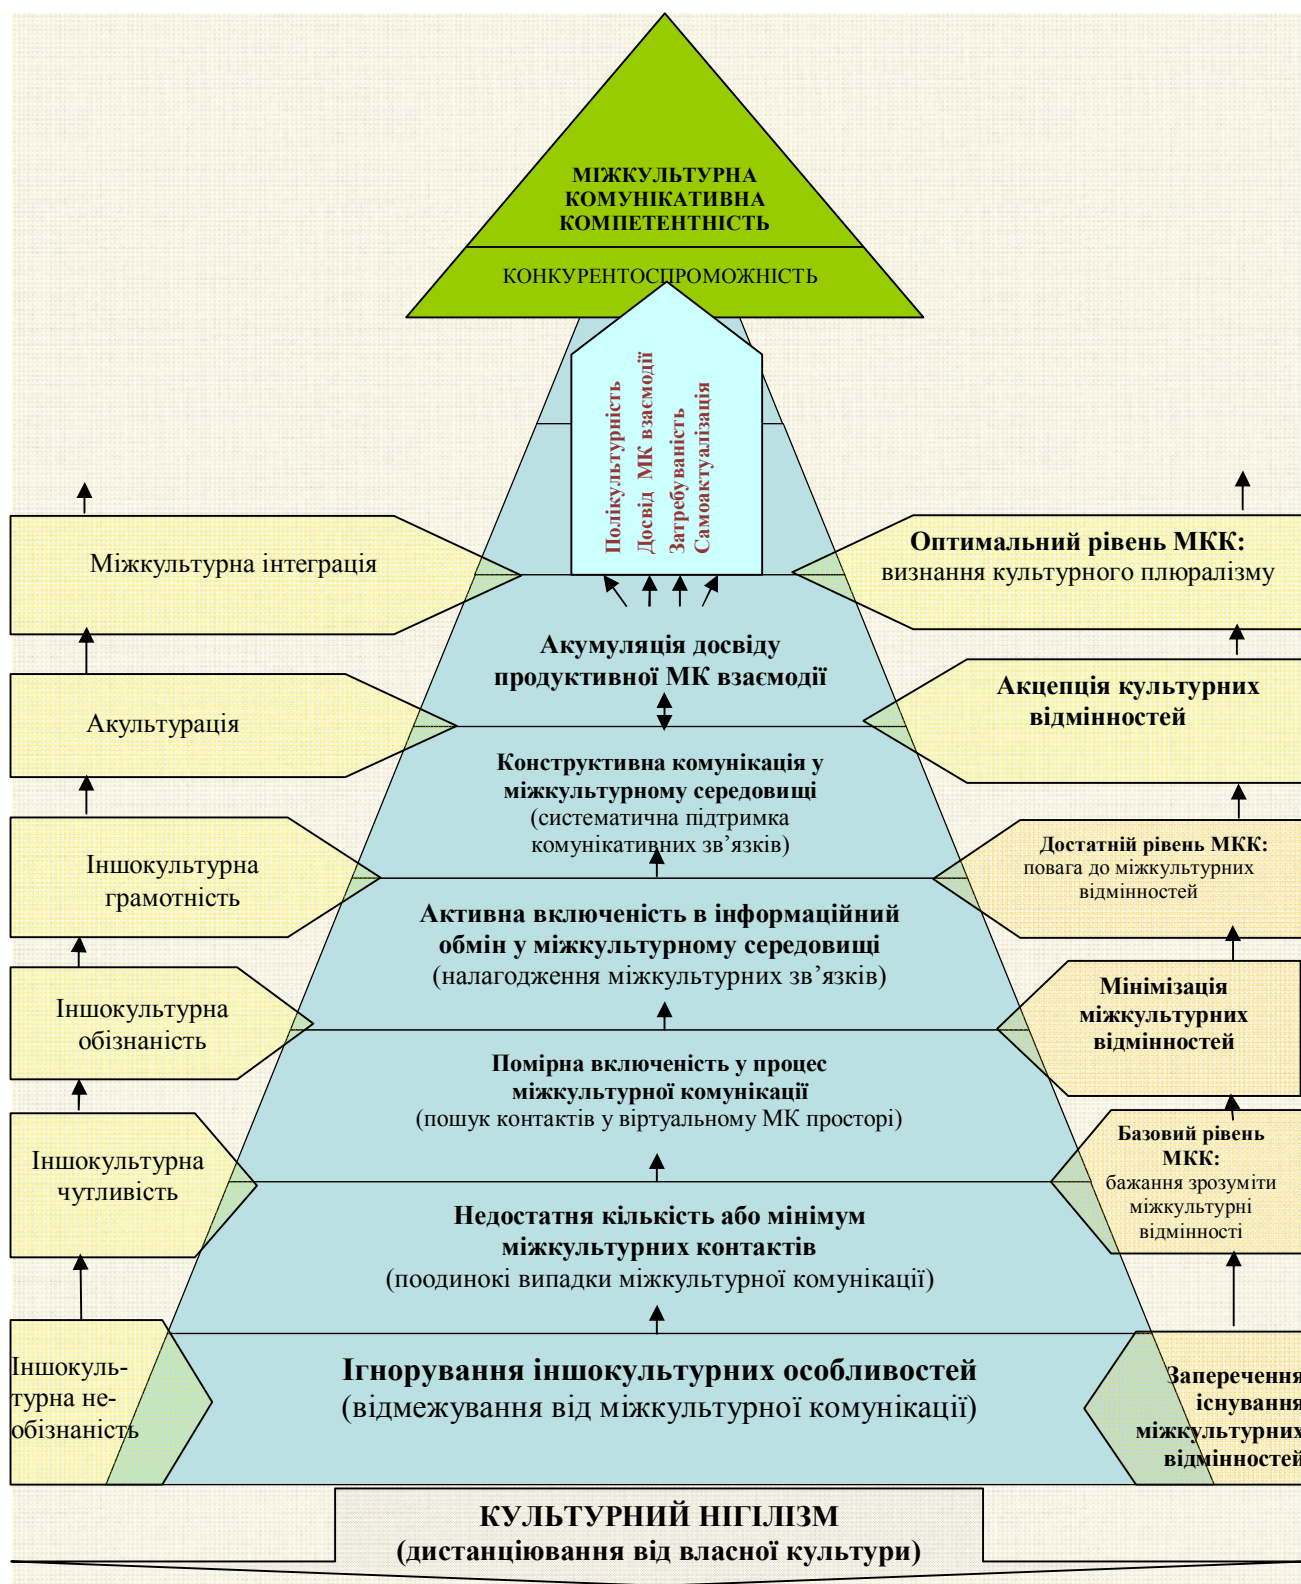 МІЖКУЛЬТУРНА
КОМУНІКАТИВНА
КОМПЕТЕНТНІСТЬ
КОНКУРЕНТОСПРОМОЖНІСТЬ
Полікультурність
Досвід МК взаємодії
Затребуваність
Самоактуалізація
Міжкультурна інтеграція
Оптимальний рівень МКК:
визнання культурного плюралізму
Акумуляція досвіду
продуктивної МК взаємодії
Акультурація
Акцепція культурних
відмінностей
Конструктивна комунікація у
міжкультурному середовищі
(систематична підтримка
комунікативних зв’язків)
Іншокультурна
грамотність
Достатній рівень МКК:
повага до міжкультурних
відмінностей
Активна включеність в інформаційний
обмін у міжкультурному середовищі
(налагодження міжкультурних зв’язків)
Іншокультурна
обізнаність
Мінімізація
міжкультурних
відмінностей
Помірна включеність у процес
міжкультурної комунікації
(пошук контактів у віртуальному МК просторі)
Іншокультурна
чутливість
Базовий рівень
МКК:
бажання зрозуміти
міжкультурні
відмінності
Недостатня кількість або мінімум
міжкультурних контактів
(поодинокі випадки міжкультурної комунікації)
Іншокуль-
турна не-
обізнаність
Ігнорування іншокультурних особливостей
(відмежування від міжкультурної комунікації)
Заперечення
існування
міжкультурних
відмінностей
КУЛЬТУРНИЙ НІГІЛІЗМ
(дистанціювання від власної культури)